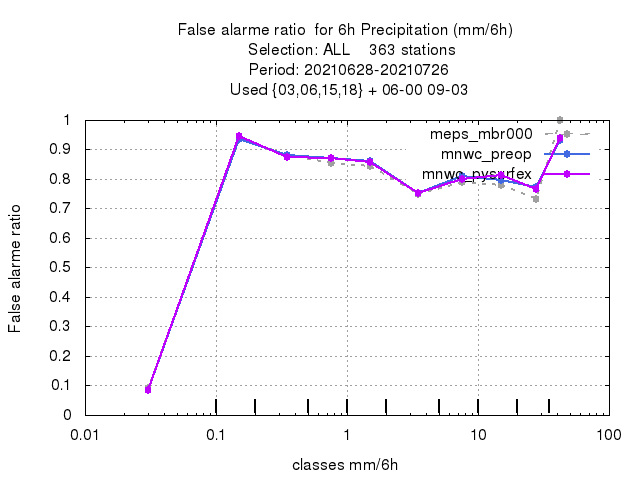 False alarme ratio  for 6h Precipitation (mm/6h)
Selection: ALL    363 stations
Period: 20210628-20210726
Used {03,06,15,18} + 06-00 09-03
meps_mbr000
mnwc_preop
mnwc_pysurfex
1
0.9
0.8
0.7
0.6
0.5
0.4
0.3
0.2
0.1
0
False alarme ratio
0.01 0.1 1 10 100
classes mm/6h